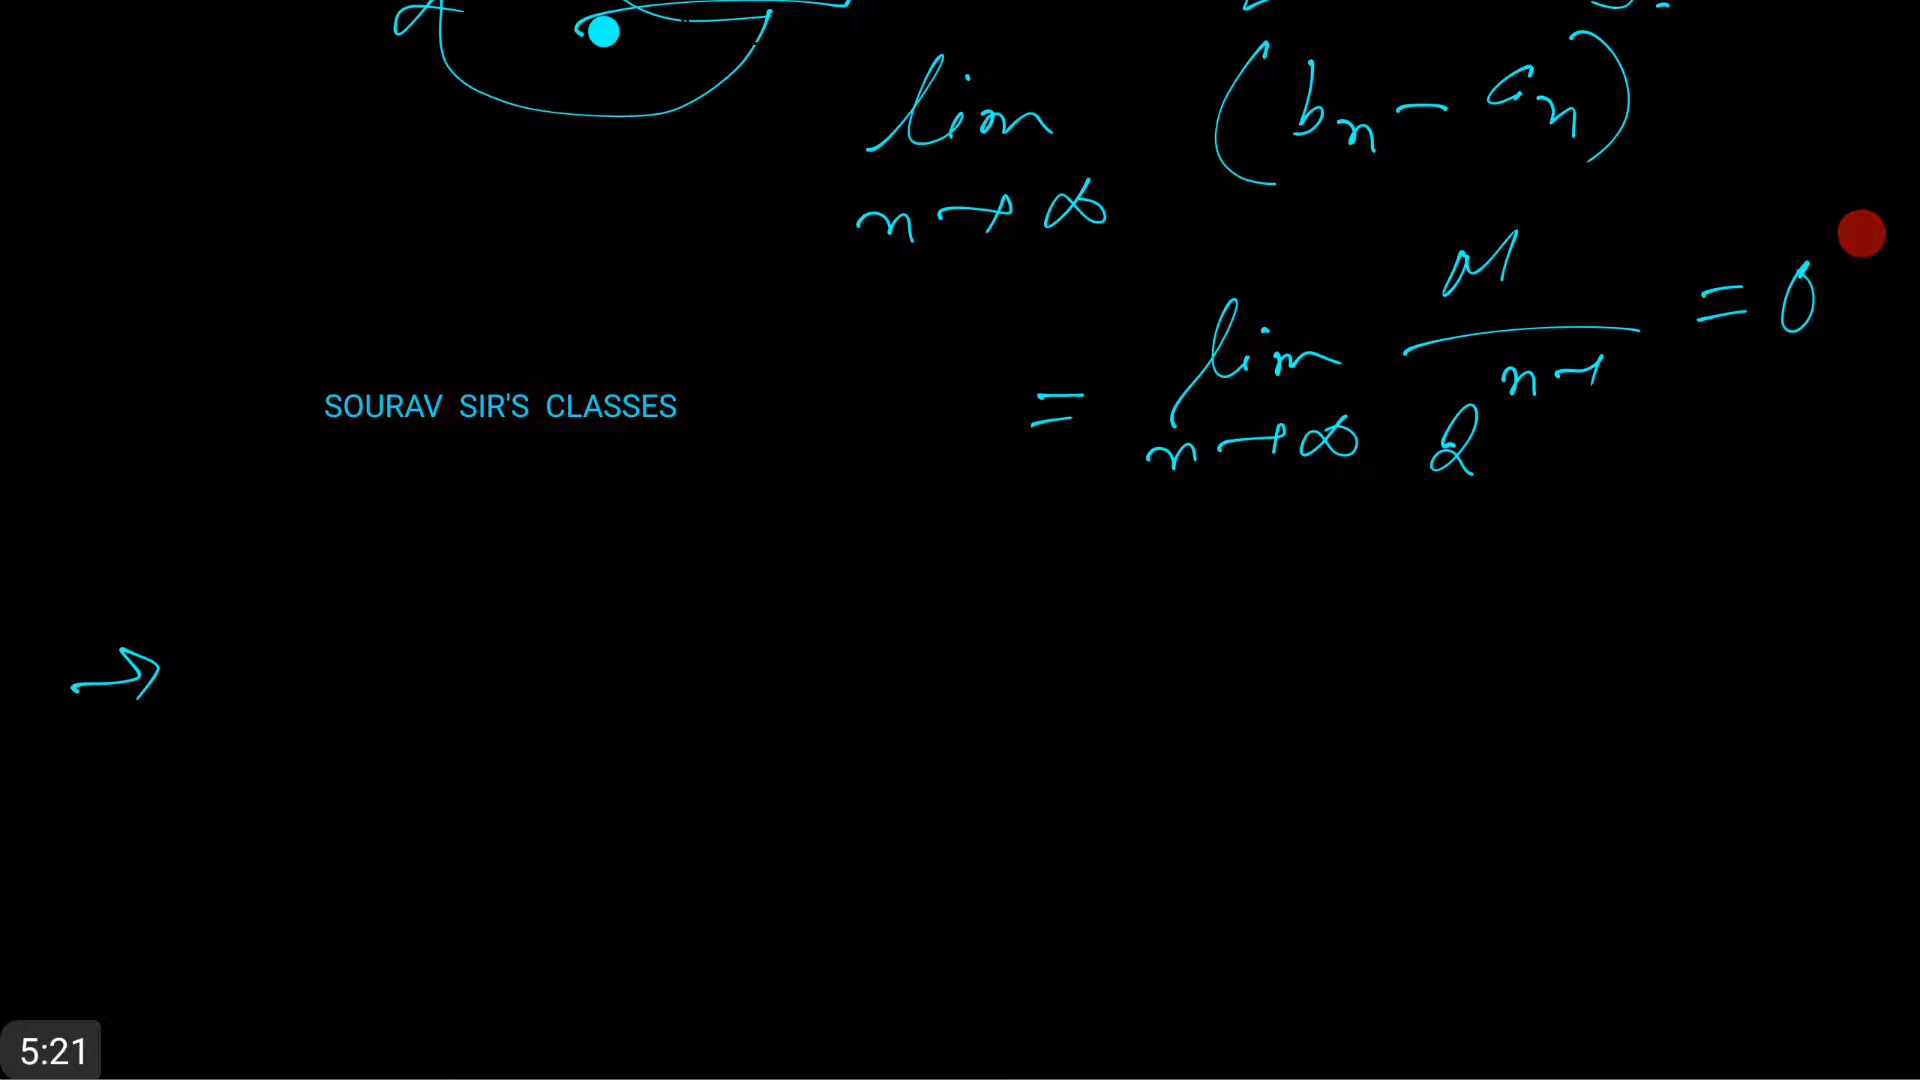 lim (bn - an)
n → ∞
= lim M / 2^(n-1) = 0
n → ∞
SOURAV SIR'S CLASSES
→
5:21